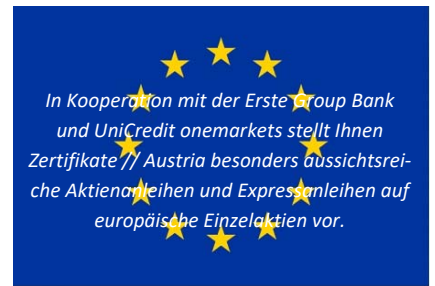 In Kooperation mit der Erste Group Bank
und UniCredit onemarkets stellt Ihnen
Zertifikate // Austria besonders aussichtsrei-
che Aktienanleihen und Expressanleihen auf
europäische Einzelaktien vor.